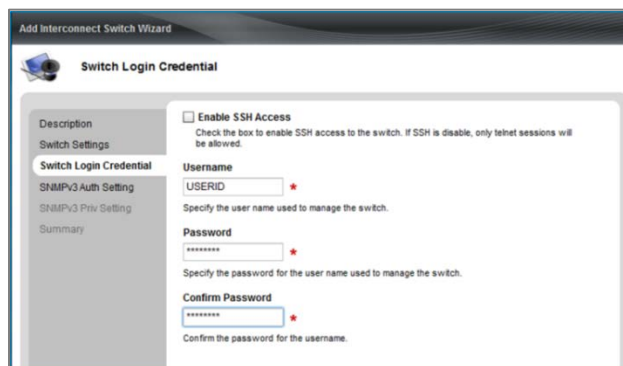 Add Interconnect Switch Wizard
Switch Login Credential
Description
Switch Settings
Switch Login Credential
SNMPv3 Auth Setting
SNMPv3 Priv Setting
Summary
Enable SSH Access
Check the box to enable SSH access to the switch. If SSH is disable, only telnet sessions will
be allowed.
Username
USERID *
Specify the user name used to manage the switch.
Password
******** *
Specify the password for the user name used to manage the switch.
Confirm Password
******** *
Confirm the password for the username.